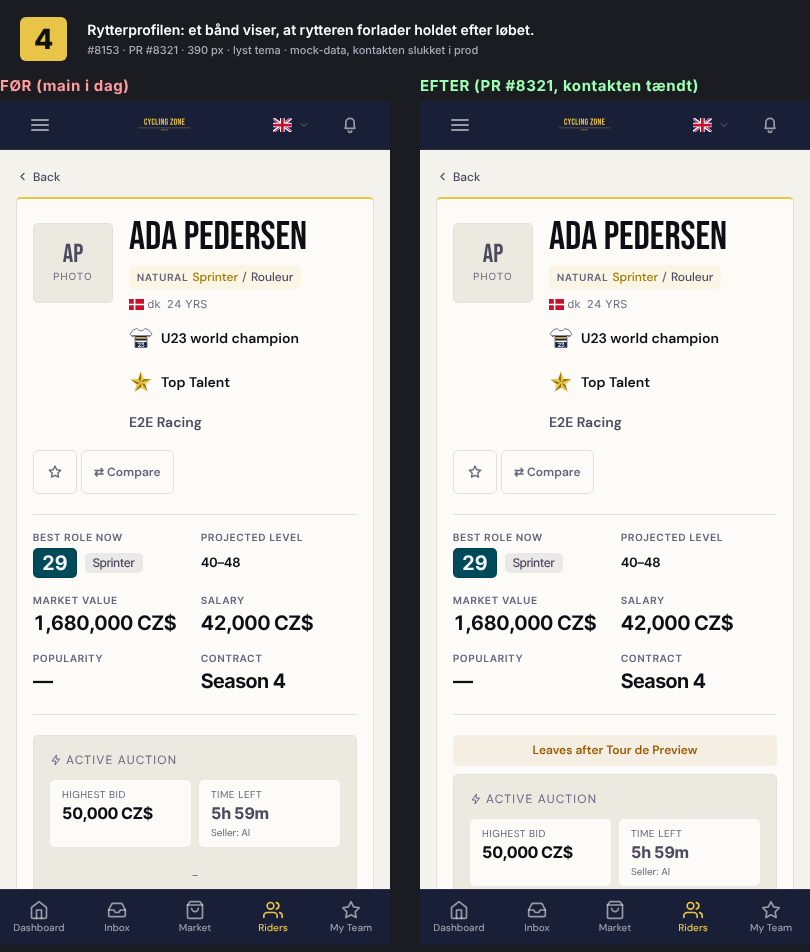 4
Rytterprofilen: et bånd viser, at rytteren forlader holdet efter løbet.
#8153 · PR #8321 · 390 px · lyst tema · mock-data, kontakten slukket i prod
FØR (main i dag)
CYCLING ZONE
Back
AP
PHOTO
ADA PEDERSEN
NATURAL Sprinter / Rouleur
dk 24 YRS
23
U23 world champion
Top Talent
E2E Racing
⇄ Compare
BEST ROLE NOW
PROJECTED LEVEL
29 Sprinter
40–48
MARKET VALUE
SALARY
1,680,000 CZ$
42,000 CZ$
POPULARITY
CONTRACT
—
Season 4
ACTIVE AUCTION
HIGHEST BID
50,000 CZ$
TIME LEFT
5h 59m
Seller: AI
–
Dashboard
Inbox
Market
Riders
My Team
EFTER (PR #8321, kontakten tændt)
CYCLING ZONE
Back
AP
PHOTO
ADA PEDERSEN
NATURAL Sprinter / Rouleur
dk 24 YRS
23
U23 world champion
Top Talent
E2E Racing
⇄ Compare
BEST ROLE NOW
PROJECTED LEVEL
29 Sprinter
40–48
MARKET VALUE
SALARY
1,680,000 CZ$
42,000 CZ$
POPULARITY
CONTRACT
—
Season 4
Leaves after Tour de Preview
ACTIVE AUCTION
HIGHEST BID
50,000 CZ$
TIME LEFT
5h 59m
Seller: AI
Dashboard
Inbox
Market
Riders
My Team